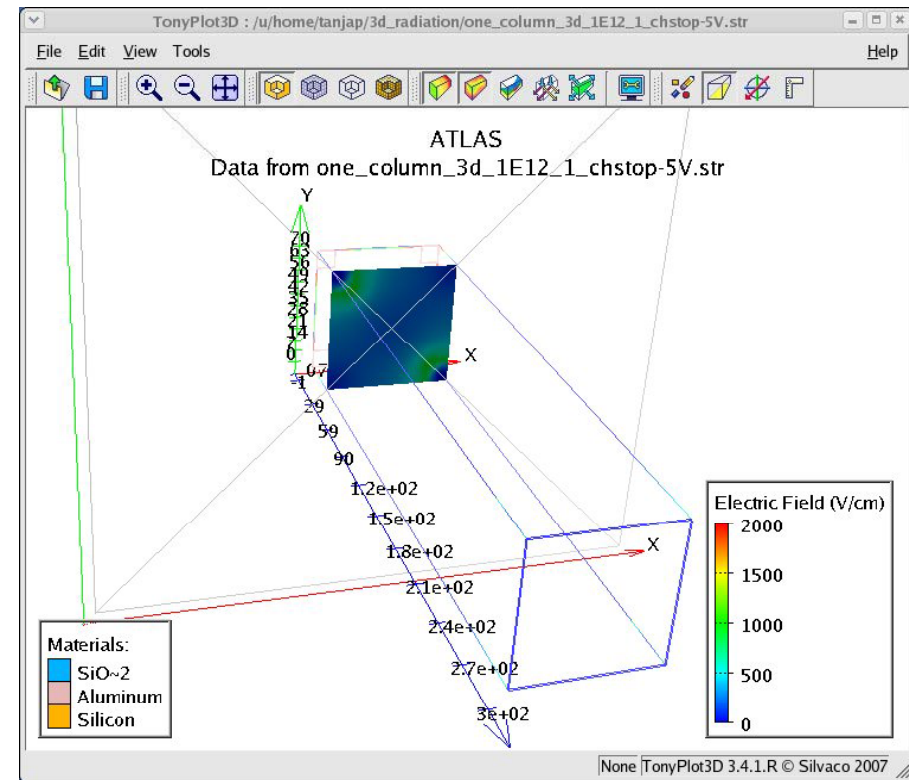 TonyPlot3D : /u/home/tanjap/3d_radiation/one_column_3d_1E12_1_chstop-5V.str
File Edit View Tools Help
ATLAS
Data from one_column_3d_1E12_1_chstop-5V.str
Y
70
63
56
49
42
35
28
21
14
7
0
X
-1
07
29
59
90
1.2e+02
1.5e+02
1.8e+02
X
2.1e+02
2.4e+02
2.7e+02
3e+02
Electric Field (V/cm)
2000
1500
1000
500
0
Materials:
SiO~2
Aluminum
Silicon
None TonyPlot3D 3.4.1.R © Silvaco 2007